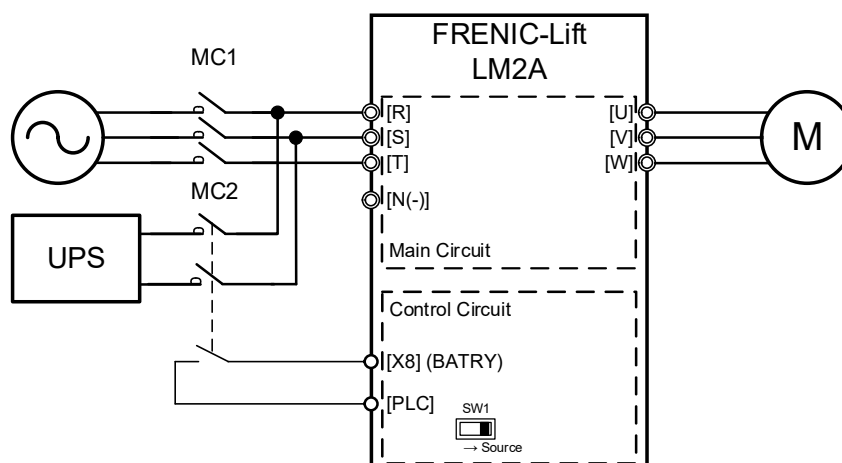 FRENIC-Lift
LM2A
MC1
[R]
[U]
[S]
[V]
[T]
[W]
M
MC2
[N(-)]
UPS
Main Circuit
Control Circuit
[X8] (BATRY)
[PLC]
SW1
→ Source